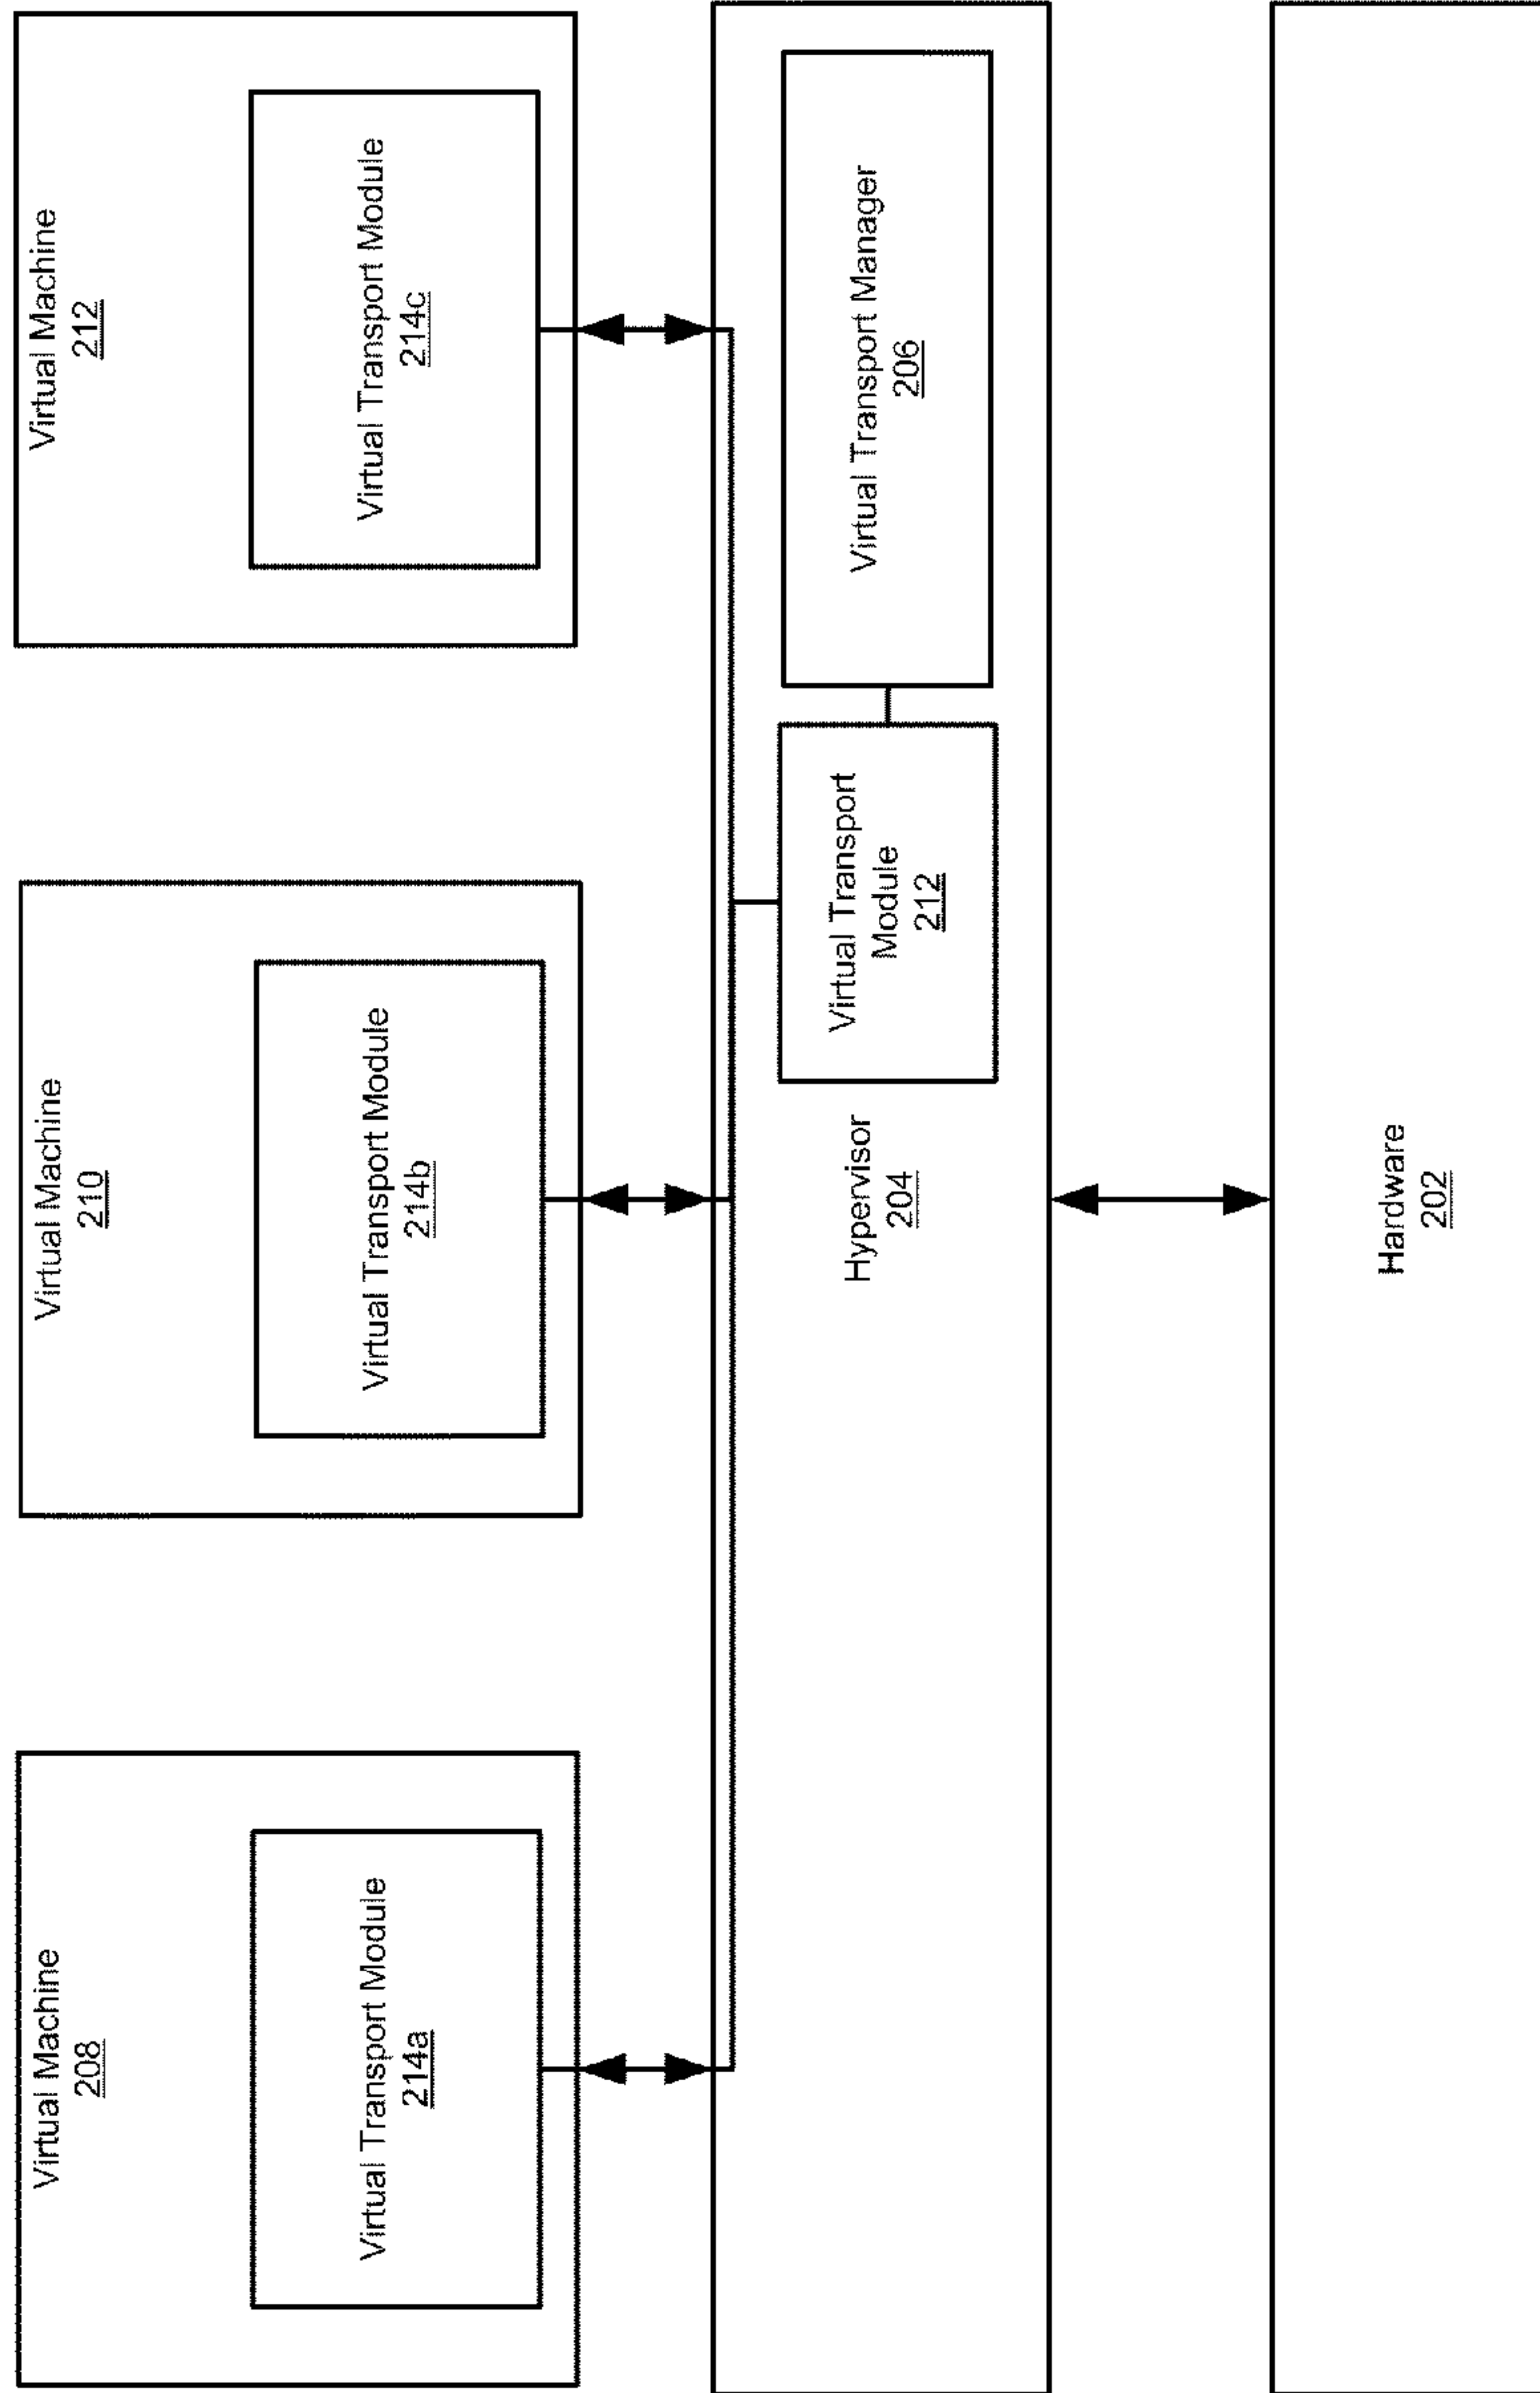 Virtual Machine
208
Virtual Transport Module
214a
Virtual Machine
210
Virtual Transport Module
214b
Virtual Machine
212
Virtual Transport Module
214c
Hypervisor
204
Virtual Transport
Module
212
Virtual Transport Manager
206
Hardware
202